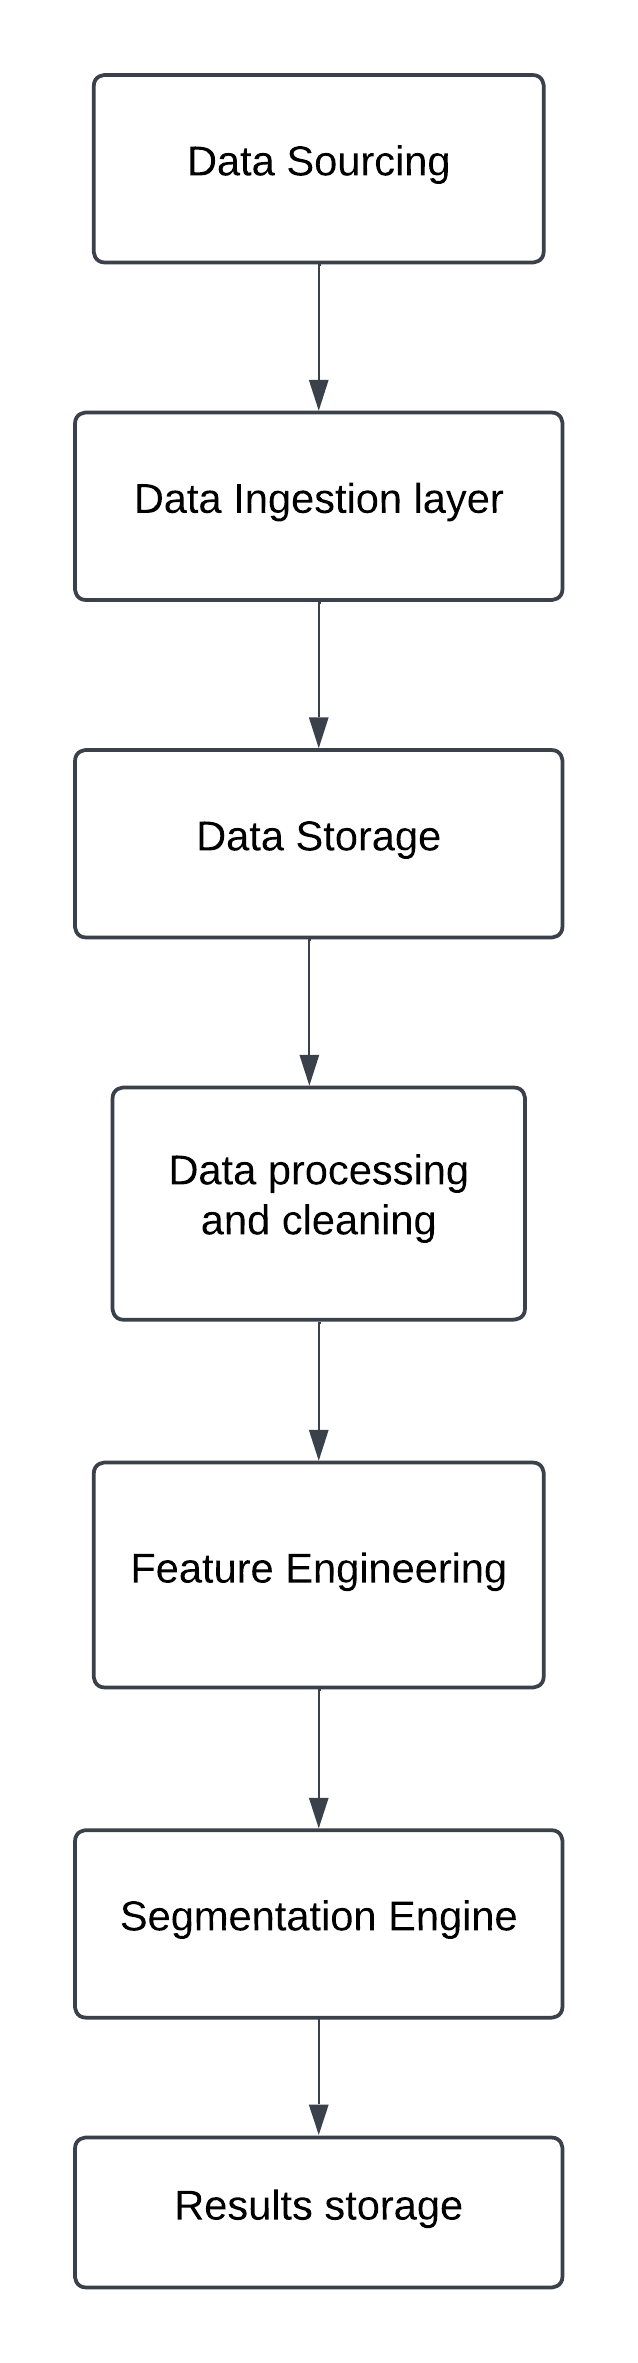 Data Sourcing
Data Ingestion layer
Data Storage
Data processing
and cleaning
Feature Engineering
Segmentation Engine
Results storage